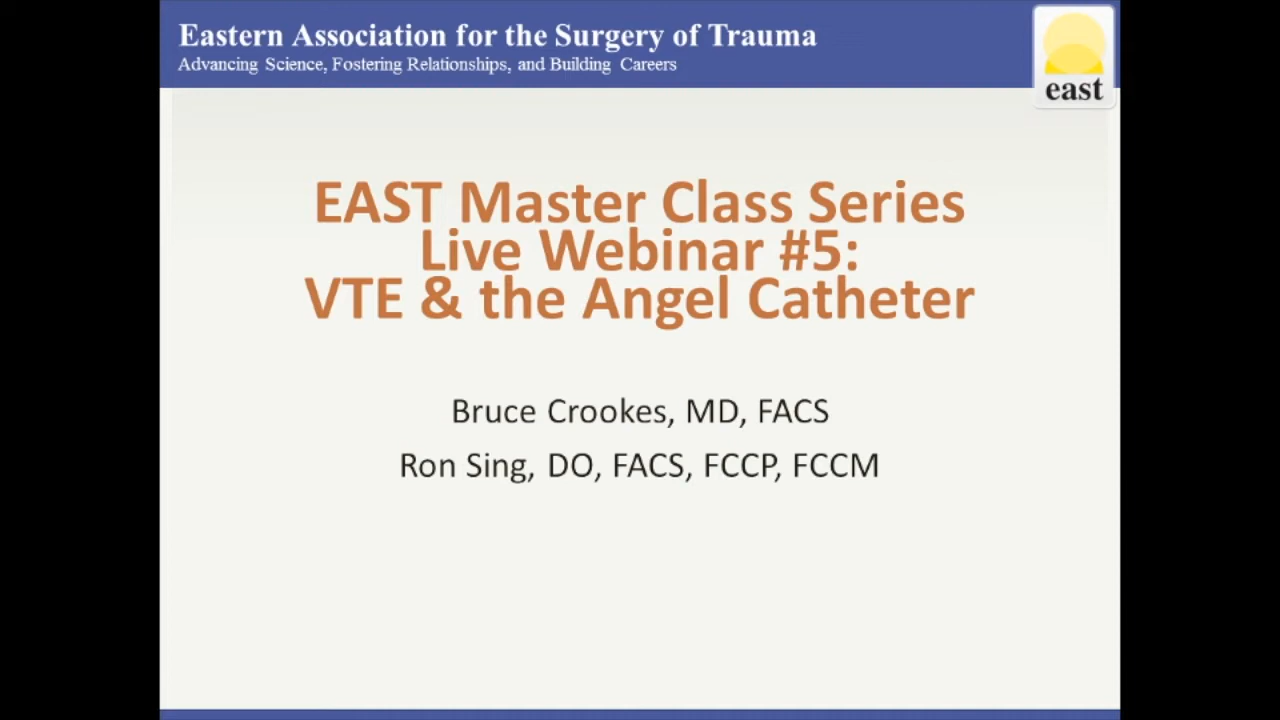 Eastern Association for the Surgery of Trauma
Advancing Science, Fostering Relationships, and Building Careers
east
EAST Master Class Series
Live Webinar #5:
VTE & the Angel Catheter
Bruce Crookes, MD, FACS
Ron Sing, DO, FACS, FCCP, FCCM